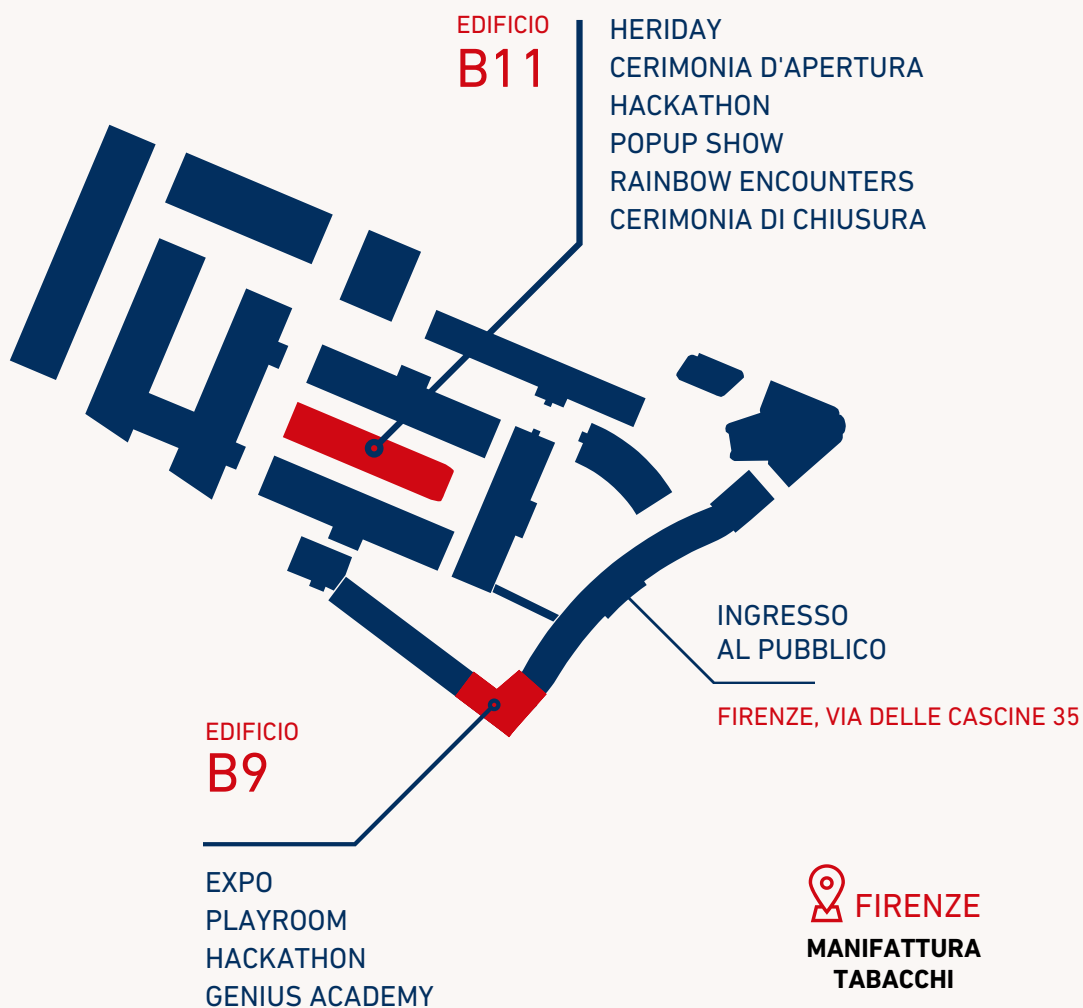 EDIFICIO
B11
HERIDAY
CERIMONIA D'APERTURA
HACKATHON
POPUP SHOW
RAINBOW ENCOUNTERS
CERIMONIA DI CHIUSURA
INGRESSO
AL PUBBLICO
FIRENZE, VIA DELLE CASCINE 35
EDIFICIO
B9
EXPO
PLAYROOM
HACKATHON
GENIUS ACADEMY
FIRENZE
MANIFATTURA
TABACCHI